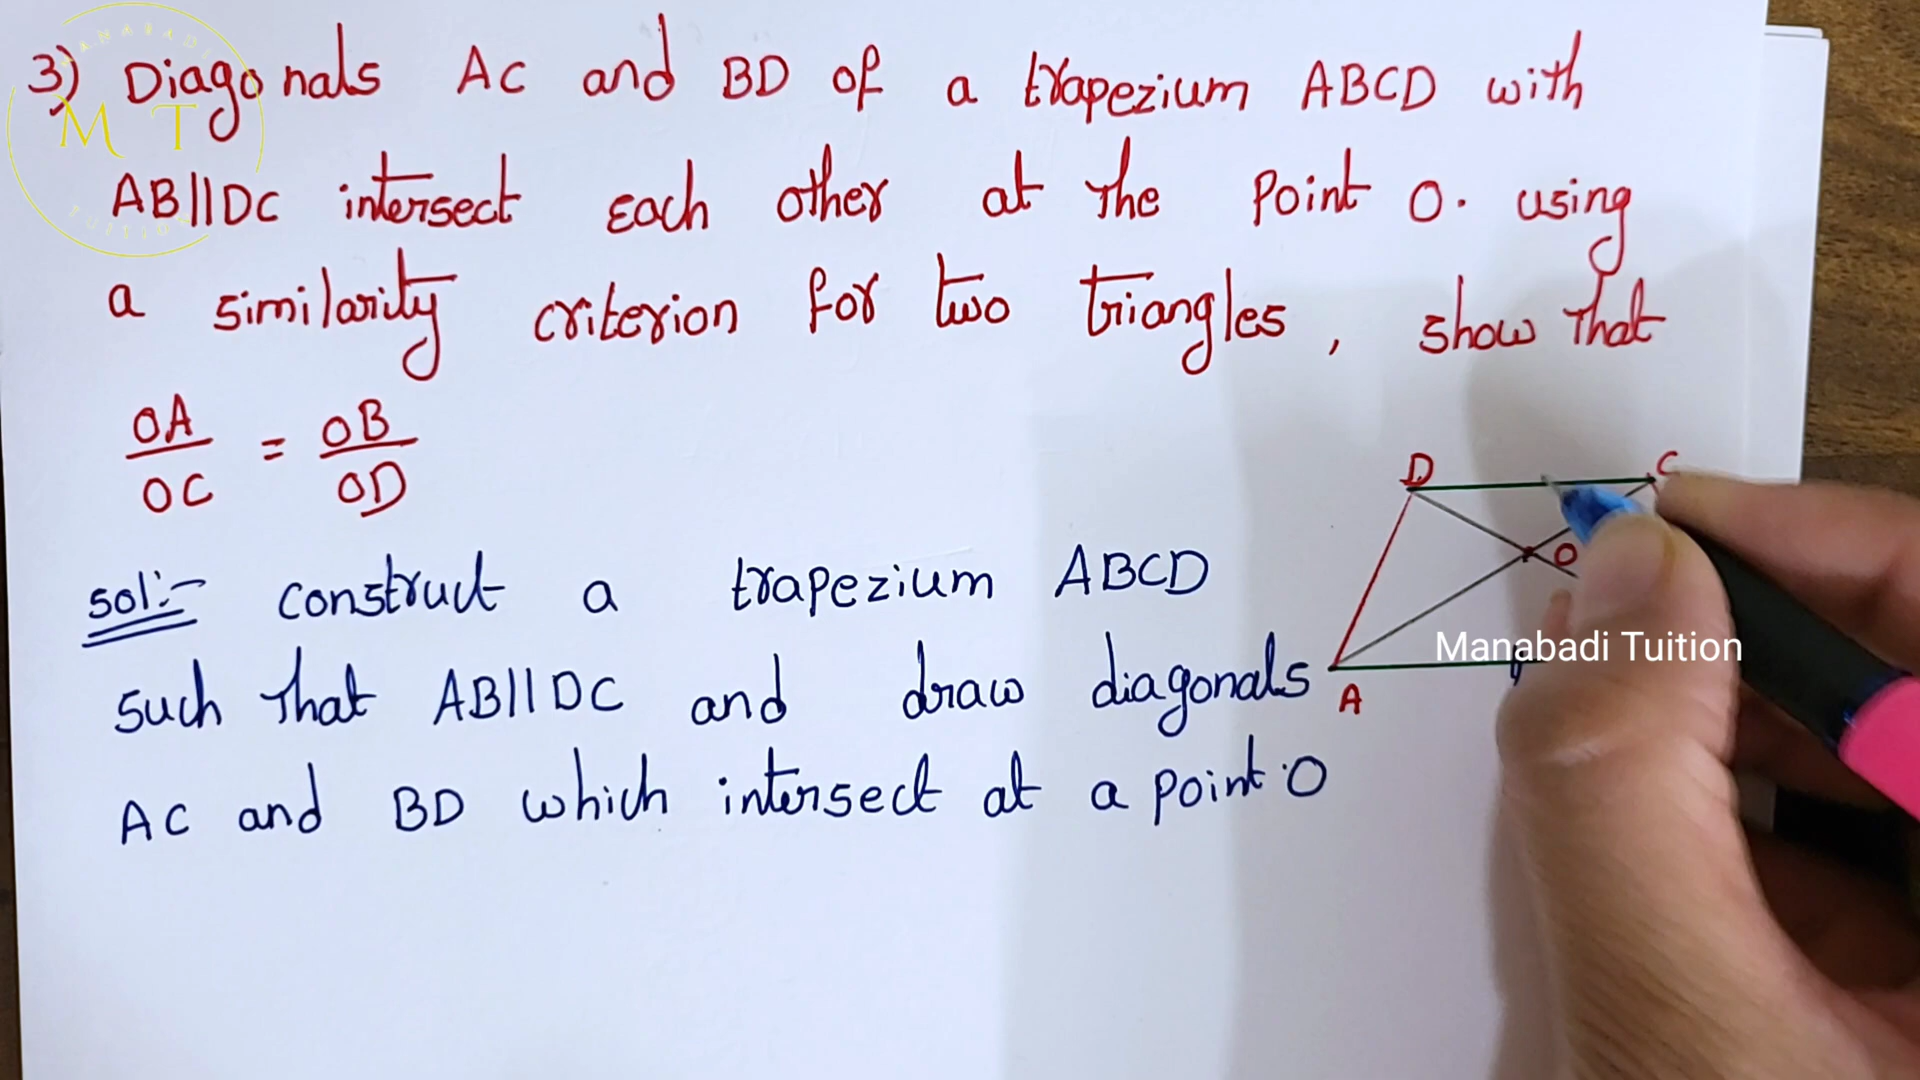 3) Diagonals AC and BD of a trapezium ABCD with
AB||DC intersect each other at the Point O. using
a similarity criterion for two triangles, show that
OA/OC = OB/OD
sol:- construct a trapezium ABCD
such that AB||DC and draw diagonals
AC and BD which intersect at a point O
D C
O
A
Manabadi Tuition
M T